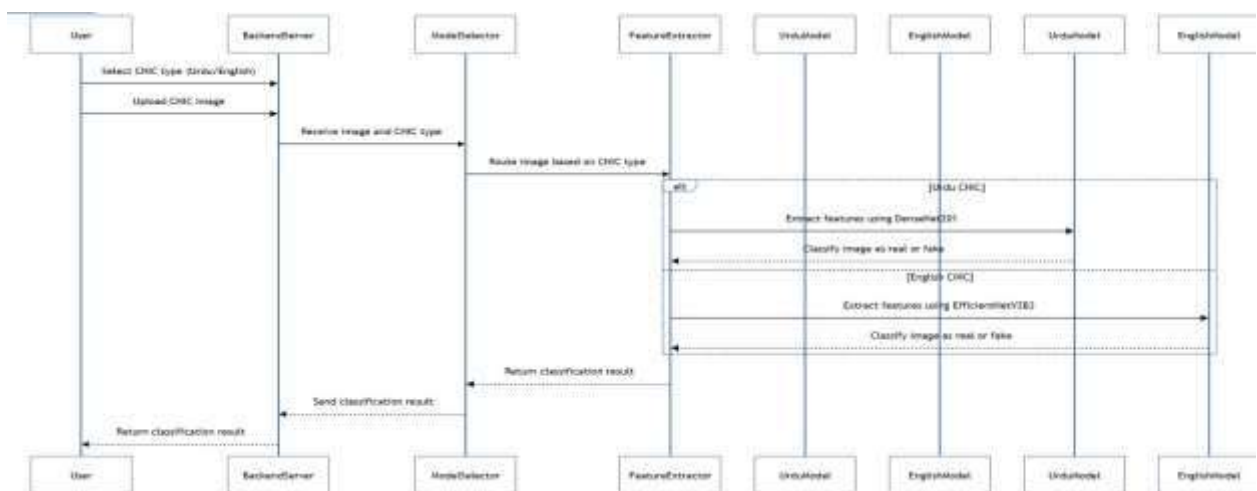 User BackendServer ModelSelector FeatureExtractor UrduModel EnglishModel UrduModel EnglishModel
Select CNIC type (Urdu/English)
Upload CNIC image
Receive image and CNIC type
Route image based on CNIC type
alt [Urdu CNIC]
Extract features using DenseNet201
Classify image as real or fake
[English CNIC]
Extract features using
Classify image as real or fake
Return classification result
Send classification result
Return classification result
User BackendServer ModelSelector FeatureExtractor UrduModel EnglishModel UrduModel EnglishModel